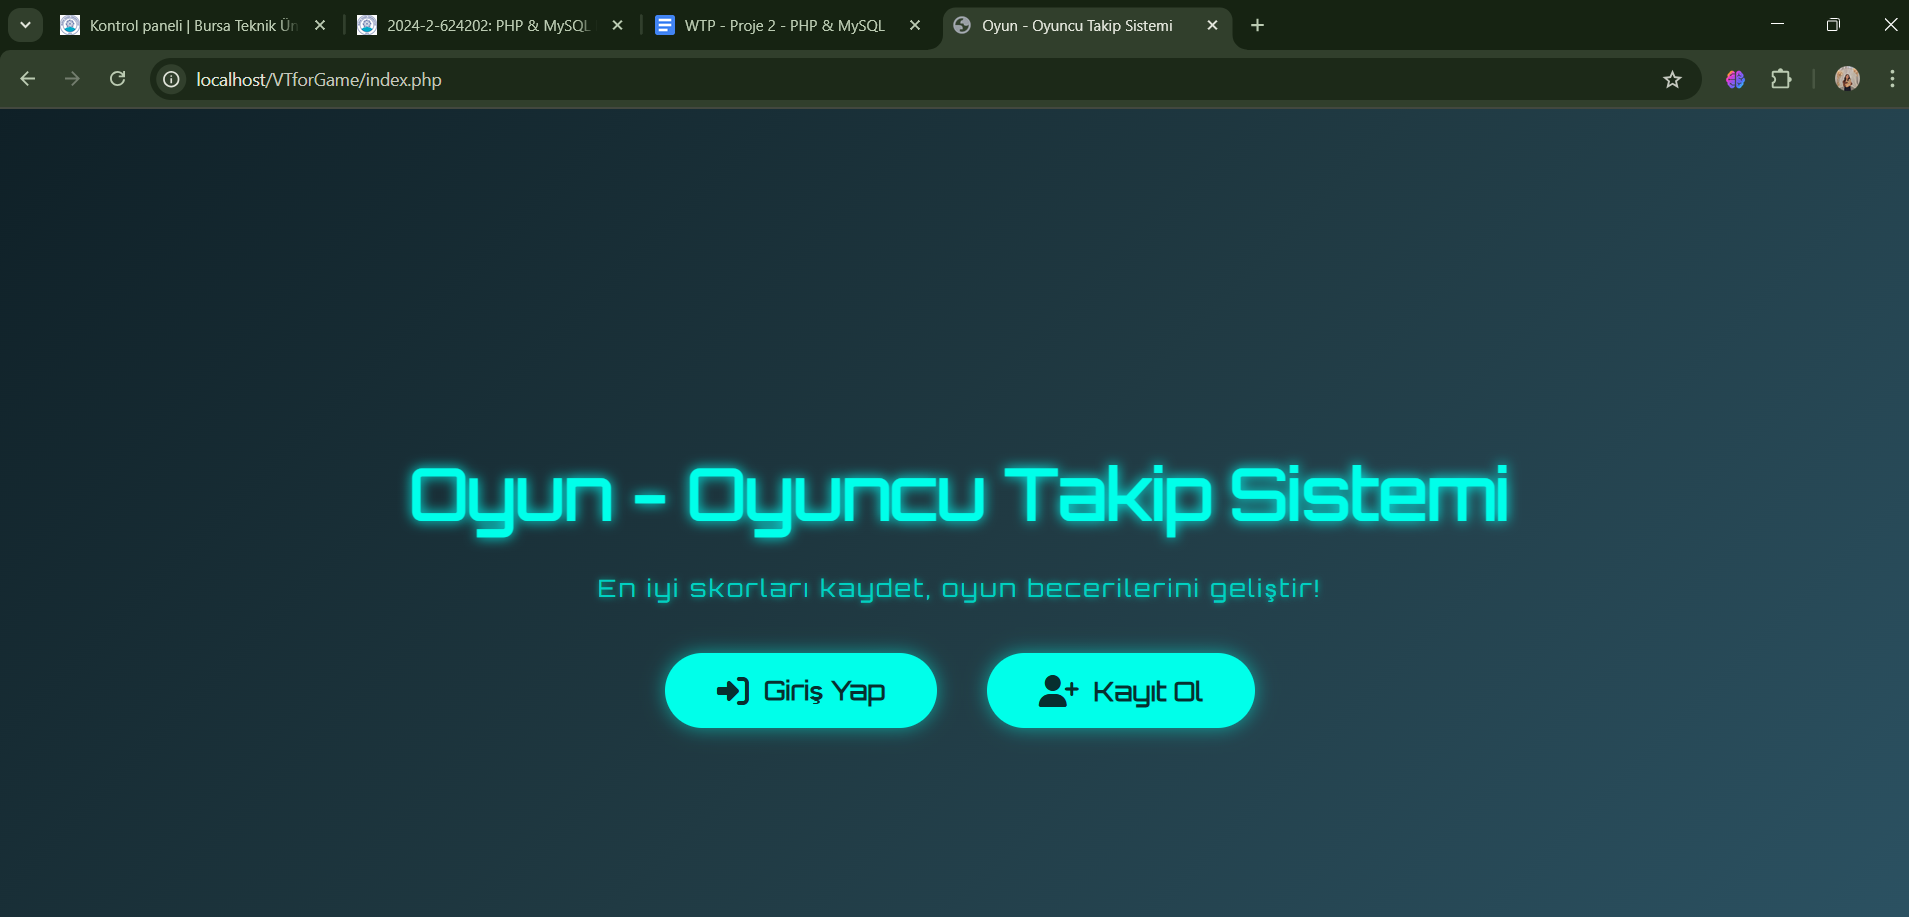 Kontrol paneli | Bursa Teknik Ün
2024-2-624202: PHP & MySQL
WTP - Proje 2 - PHP & MySQL
Oyun - Oyuncu Takip Sistemi
localhost/VTforGame/index.php
Oyun - Oyuncu Takip Sistemi
En iyi skorları kaydet, oyun becerilerini geliştir!
Giriş Yap
Kayıt Ol